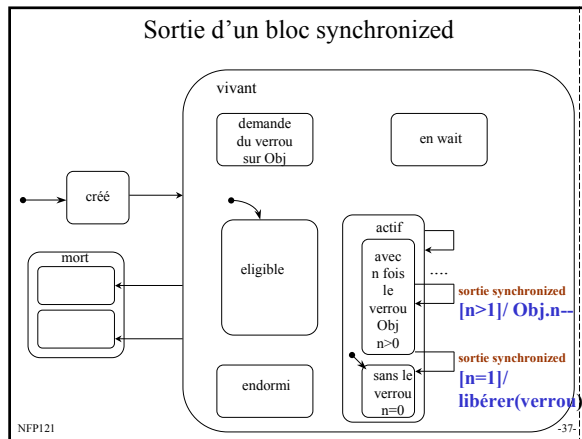 Sortie d'un bloc synchronized
vivant
demande
du verrou
sur Obj
en wait
créé
mort
eligible
actif
avec
n fois
le
verrou
Obj
n>0
....
sortie synchronized
[n>1]/ Obj.n--
sortie synchronized
[n=1]/
libérer(verrou)
endormi
sans le
verrou
n=0
NFP121
-37-